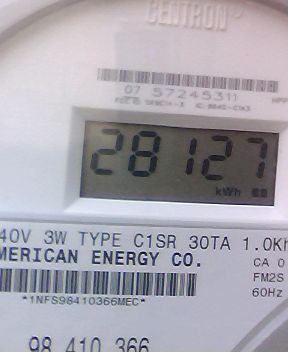 CENTRON®
07 57245311
28127
kWh
40V 3W TYPE C1SR 30TA 1.0Kh
MERICAN ENERGY CO.
CA 0
FM2S
60Hz
*1NFS98410366MEC*
98 410 366